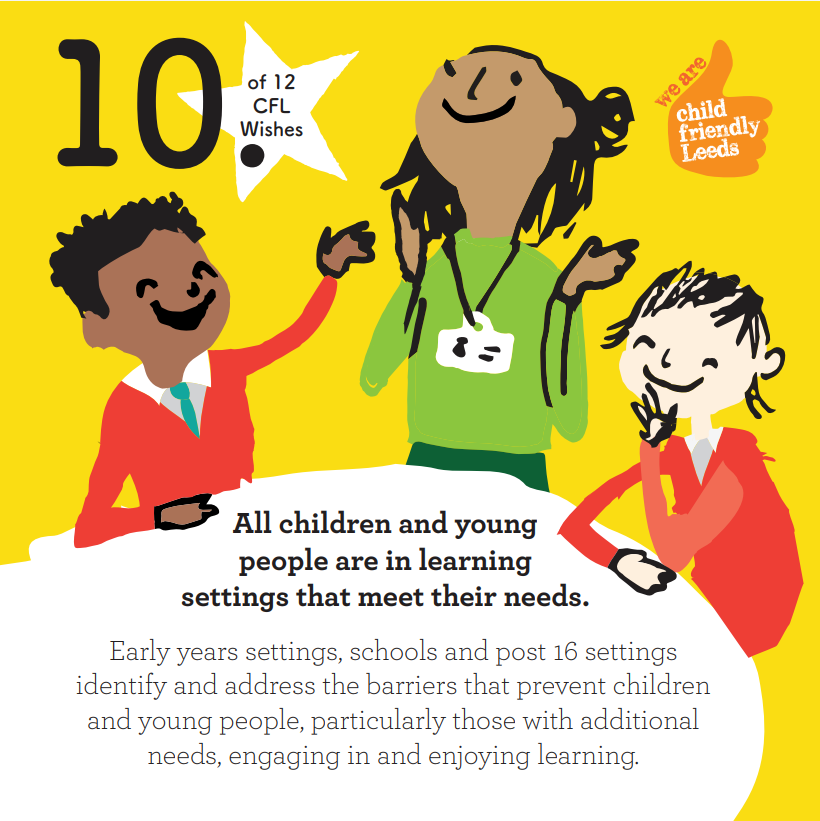 10
of 12
CFL
Wishes
we are
child
friendly
Leeds
All children and young
people are in learning
settings that meet their needs.
Early years settings, schools and post 16 settings
identify and address the barriers that prevent children
and young people, particularly those with additional
needs, engaging in and enjoying learning.